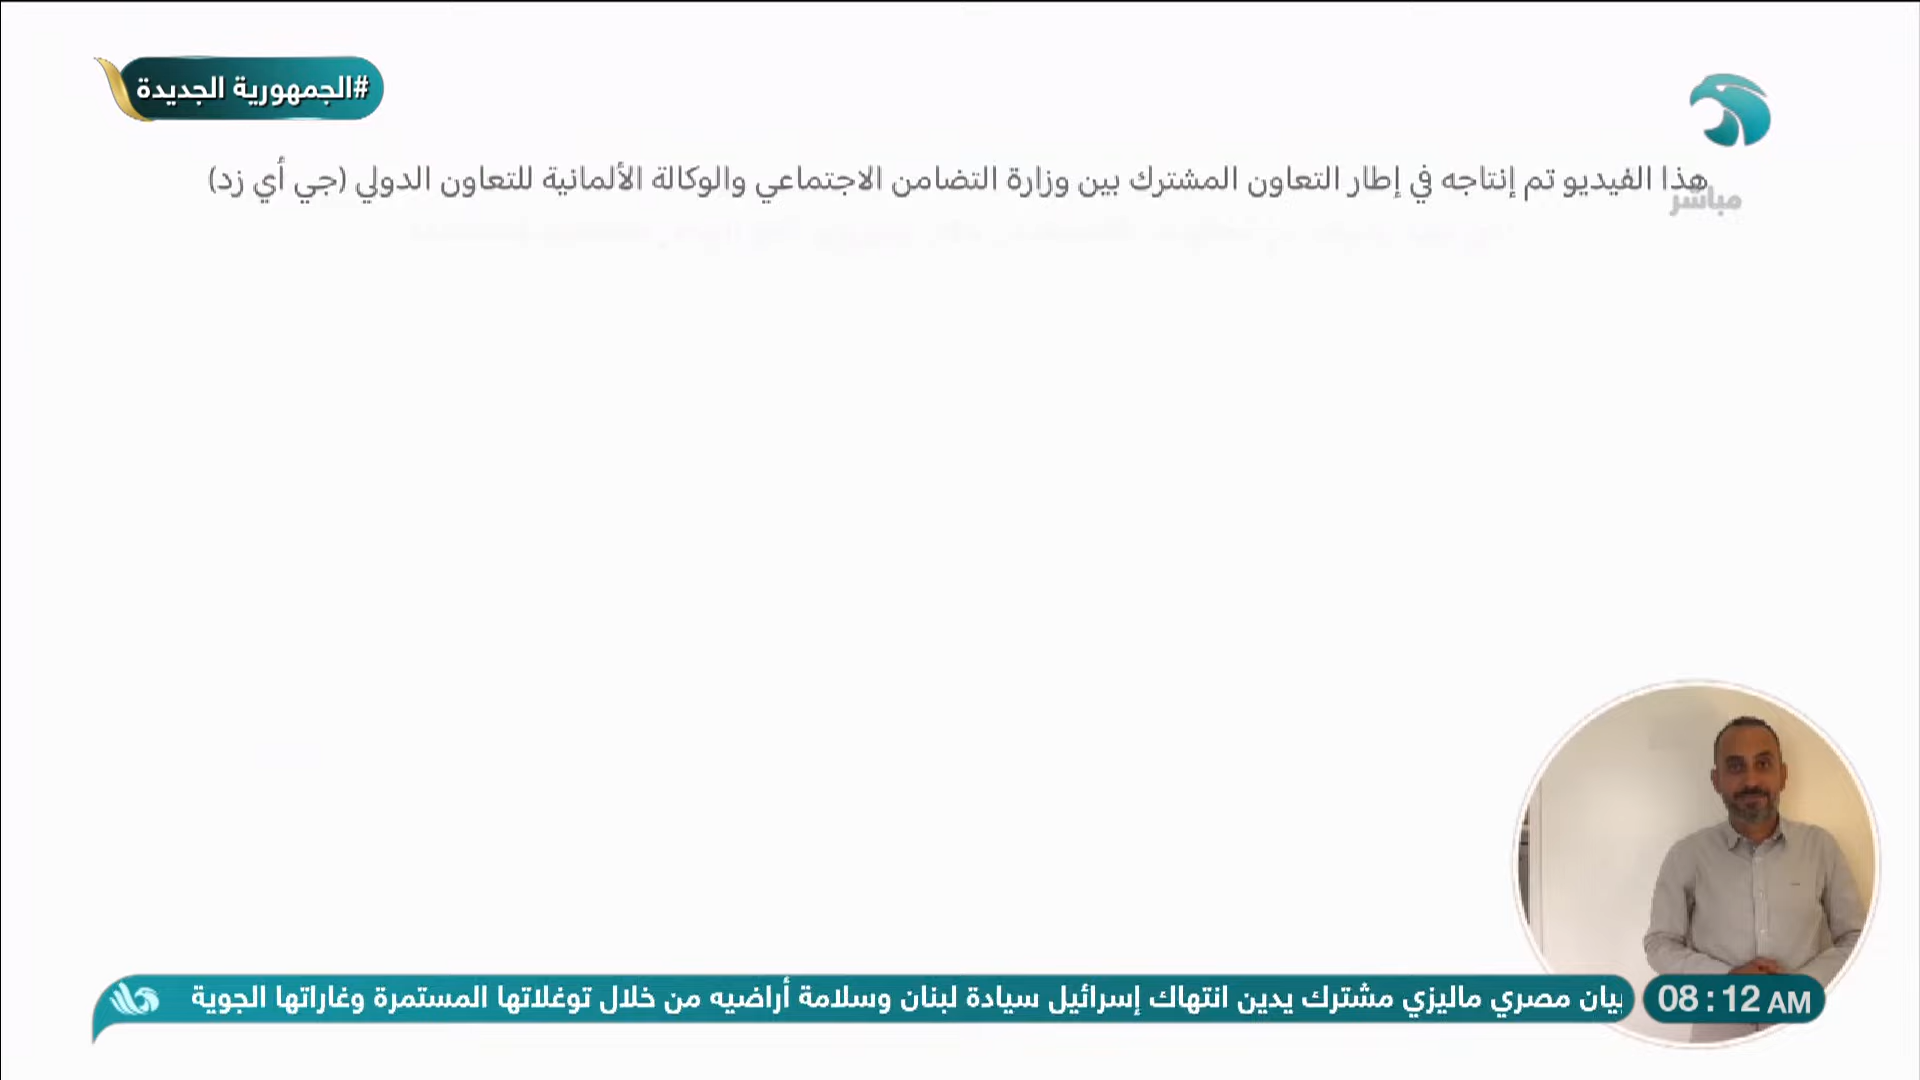 #الجمهورية الجديدة
هذا الفيديو تم إنتاجه في إطار التعاون المشترك بين وزارة التضامن الاجتماعي والوكالة الألمانية للتعاون الدولي (جي أي زد)
مباشر
بيان مصري ماليزي مشترك يدين انتهاك إسرائيل سيادة لبنان وسلامة أراضيه من خلال توغلاتها المستمرة وغاراتها الجوية
08:12 AM